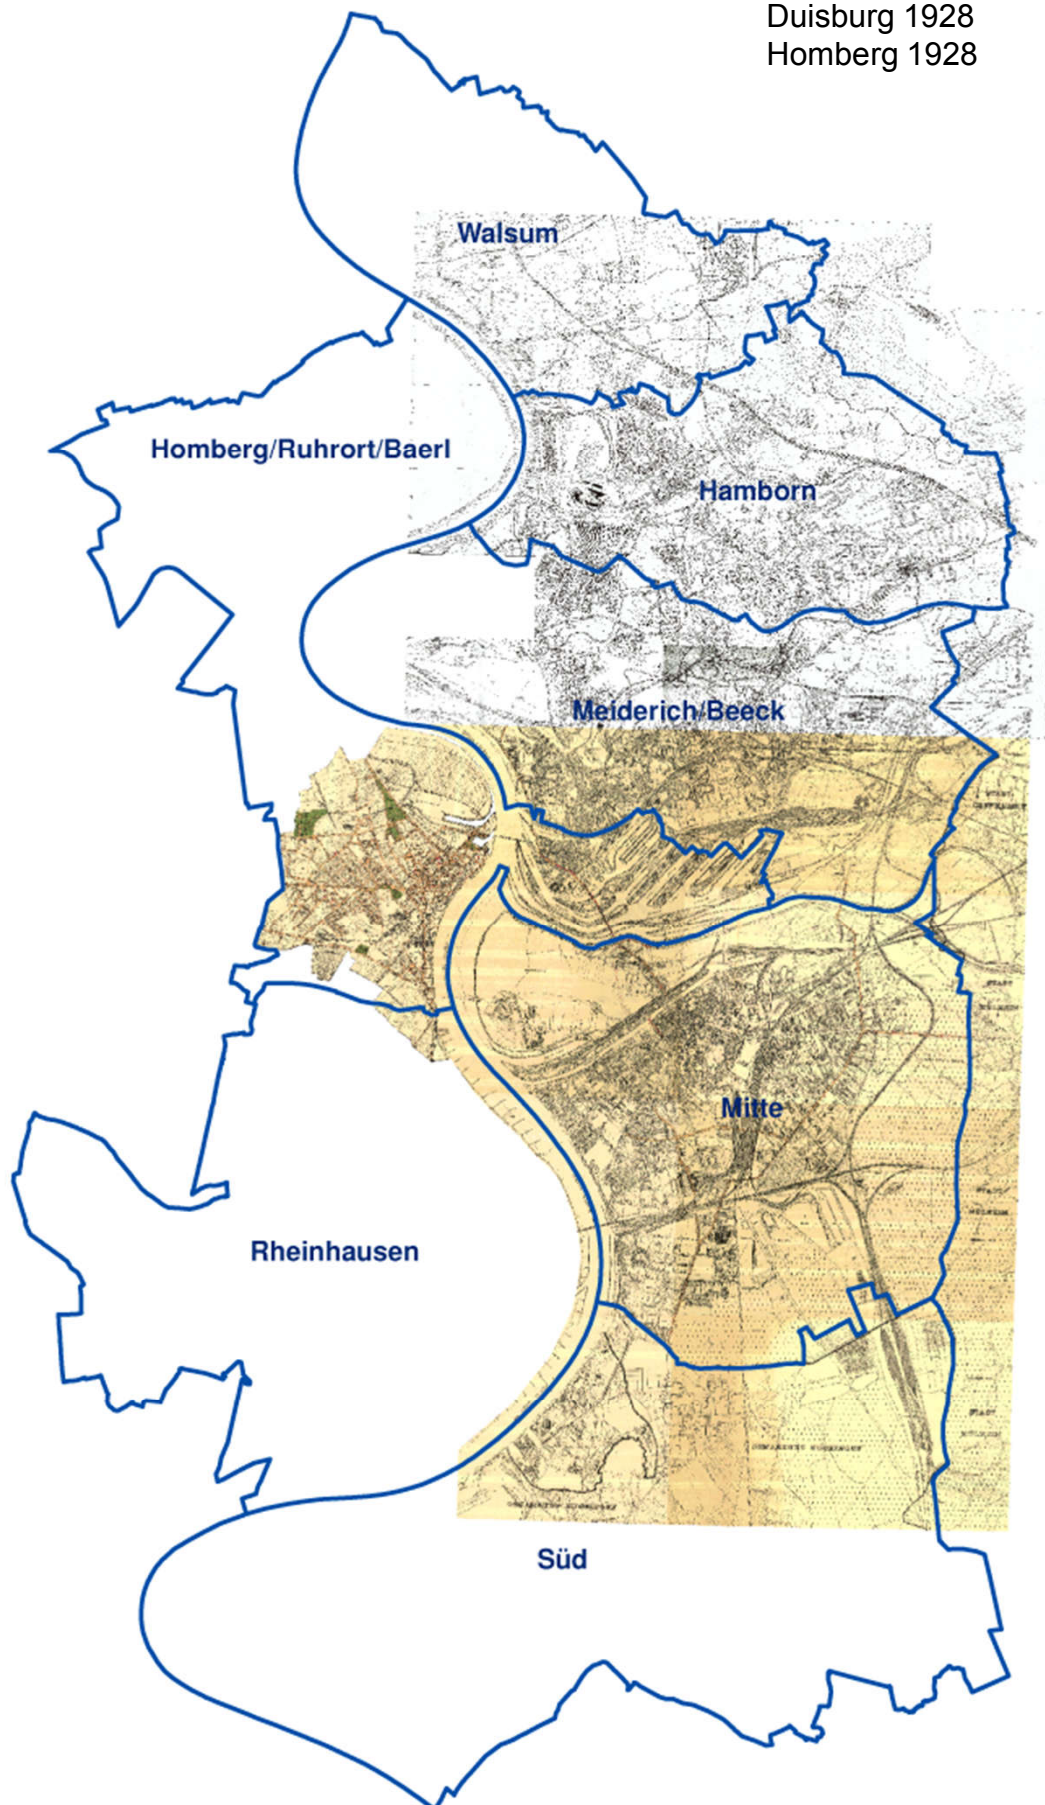 Duisburg 1928
Homberg 1928
Walsum
Homberg/Ruhrort/Baerl
Hamborn
Meiderich/Beeck
Mitte
Rheinhausen
Süd